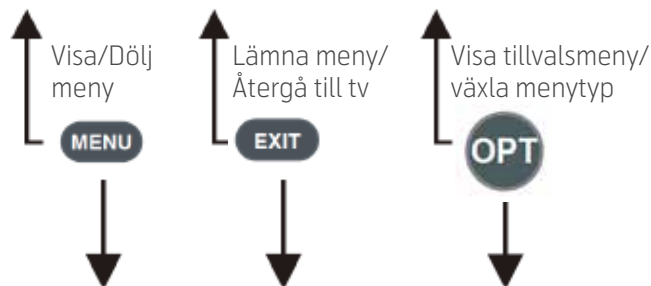 Visa/Dölj
meny
MENU
Lämna meny/
Återgå till tv
EXIT
Visa tillvalsmeny/
växla menytyp
OPT